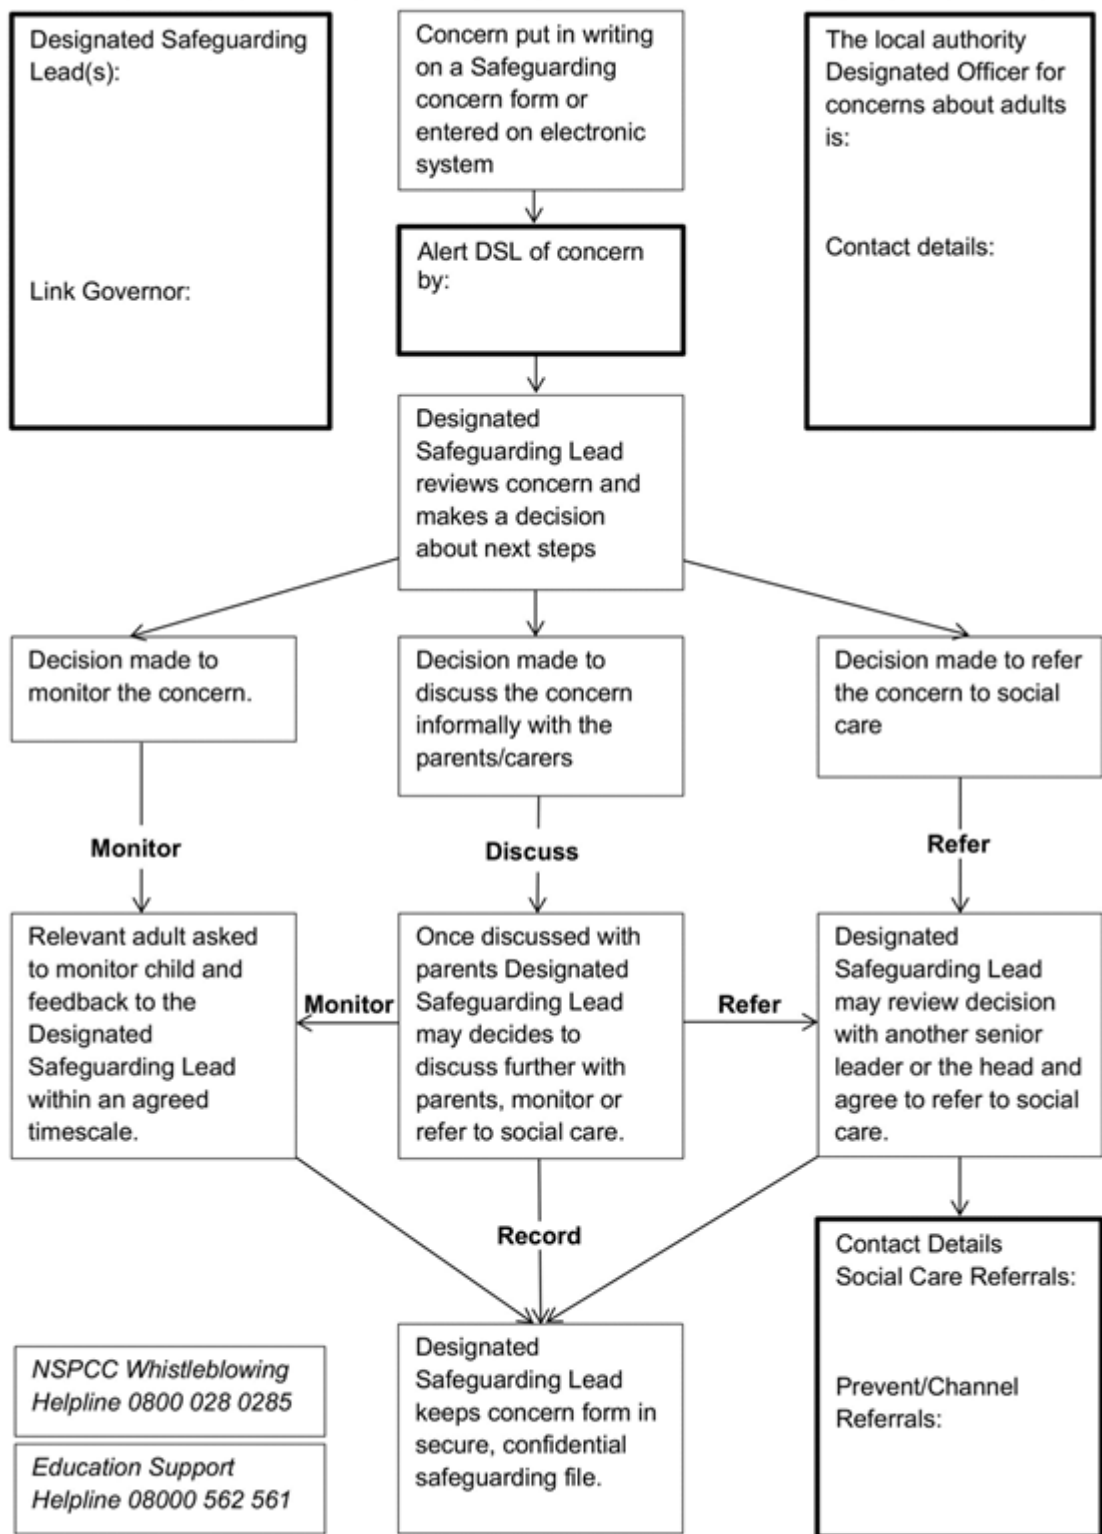 Designated Safeguarding
Lead(s):
Link Governor:
Concern put in writing
on a Safeguarding
concern form or
entered on electronic
system
The local authority
Designated Officer for
concerns about adults
is:
Contact details:
Alert DSL of concern
by:
Designated
Safeguarding Lead
reviews concern and
makes a decision
about next steps
Decision made to
monitor the concern.
Decision made to
discuss the concern
informally with the
parents/carers
Decision made to refer
the concern to social
care
Monitor
Discuss
Refer
Relevant adult asked
to monitor child and
feedback to the
Designated
Safeguarding Lead
within an agreed
timescale.
Monitor
Once discussed with
parents Designated
Safeguarding Lead
may decides to
discuss further with
parents, monitor or
refer to social care.
Refer
Designated
Safeguarding Lead
may review decision
with another senior
leader or the head and
agree to refer to social
care.
Record
Contact Details
Social Care Referrals:
Prevent/Channel
Referrals:
Designated
Safeguarding Lead
keeps concern form in
secure, confidential
safeguarding file.
NSPCC Whistleblowing
Helpline 0800 028 0285
Education Support
Helpline 08000 562 561